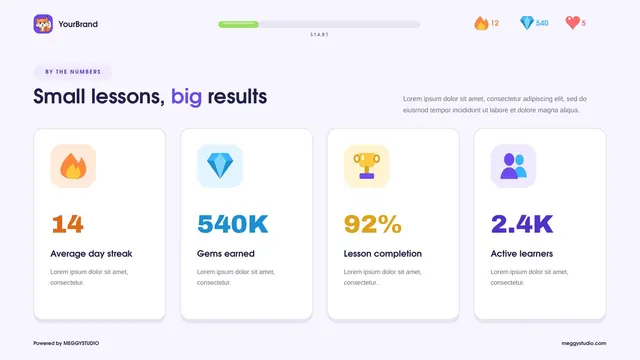 YourBrand
START
12
540
5
BY THE NUMBERS
Small lessons, big results
Lorem ipsum dolor sit amet, consectetur adipiscing elit, sed do
eiusmod tempor incididunt ut labore et dolore magna aliqua.
14
Average day streak
Lorem ipsum dolor sit amet,
consectetur.
540K
Gems earned
Lorem ipsum dolor sit amet,
consectetur.
92%
Lesson completion
Lorem ipsum dolor sit amet,
consectetur.
2.4K
Active learners
Lorem ipsum dolor sit amet,
consectetur.
Powered by MEGGYSTUDIO
meggystudio.com